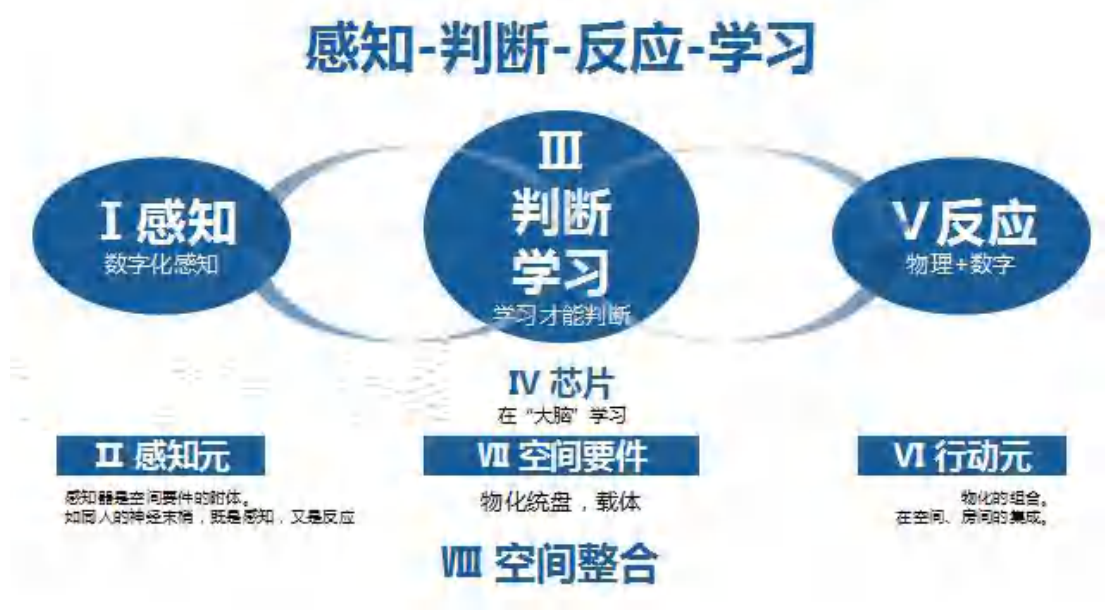 感知-判断-反应-学习
Ⅰ 感知
数字化感知
Ⅲ
判断
学习
学习才能判断
Ⅴ反应
物理+数字
Ⅳ 芯片
在“大脑”学习
Ⅱ 感知元
感知器是空间要件的附体。
如同人的神经末梢，既是感知，又是反应
Ⅶ 空间要件
物化统盘，载体
Ⅵ 行动元
物化的组合。
在空间、房间的集成。
Ⅷ 空间整合